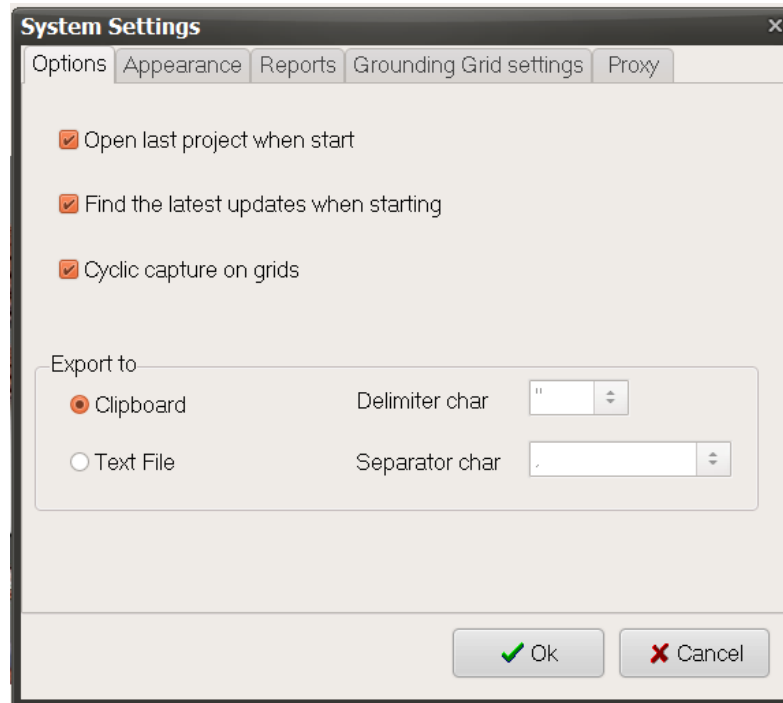 System Settings
Options Appearance Reports Grounding Grid settings Proxy
Open last project when start
Find the latest updates when starting
Cyclic capture on grids
Export to
Clipboard Delimiter char "
Text File Separator char ,
Ok Cancel